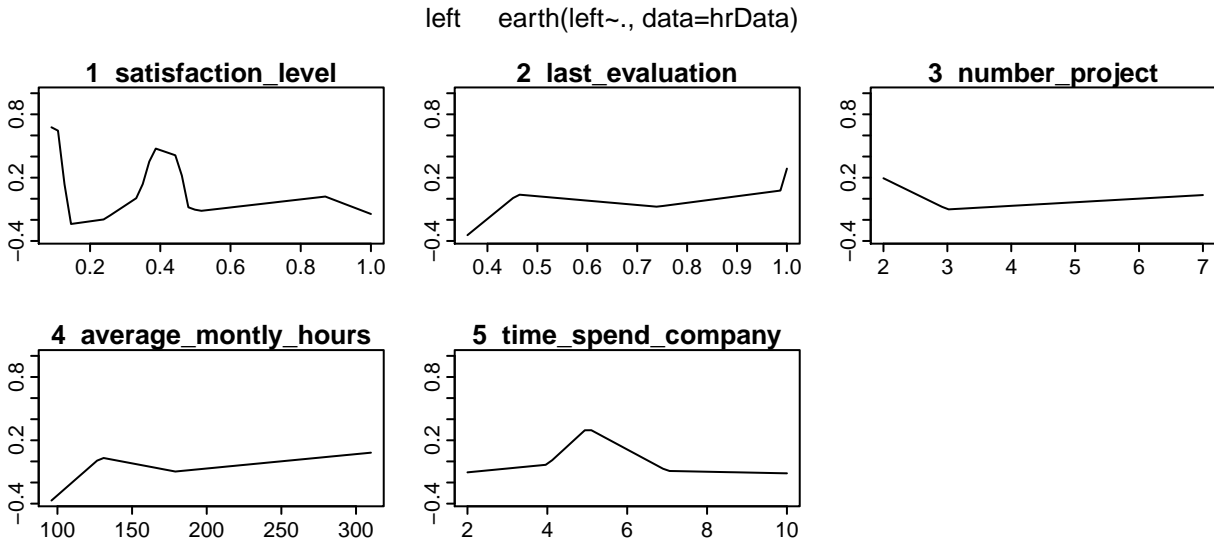 left earth(left~., data=hrData)
1 satisfaction_level
2 last_evaluation
3 number_project
−0.4 0.2 0.8
0.2 0.4 0.6 0.8 1.0
−0.4 0.2 0.8
0.4 0.5 0.6 0.7 0.8 0.9 1.0
−0.4 0.2 0.8
2 3 4 5 6 7
4 average_montly_hours
5 time_spend_company
−0.4 0.2 0.8
100 150 200 250 300
−0.4 0.2 0.8
2 4 6 8 10